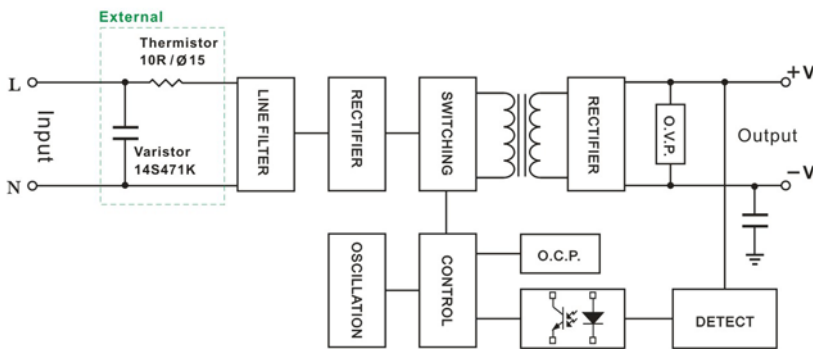 External
Thermistor
10R/Ø15
L
Input
N
Varistor
14S471K
LINE FILTER
RECTIFIER
SWITCHING
RECTIFIER
O.V.P.
+V
Output
−V
OSCILLATION
CONTROL
O.C.P.
DETECT